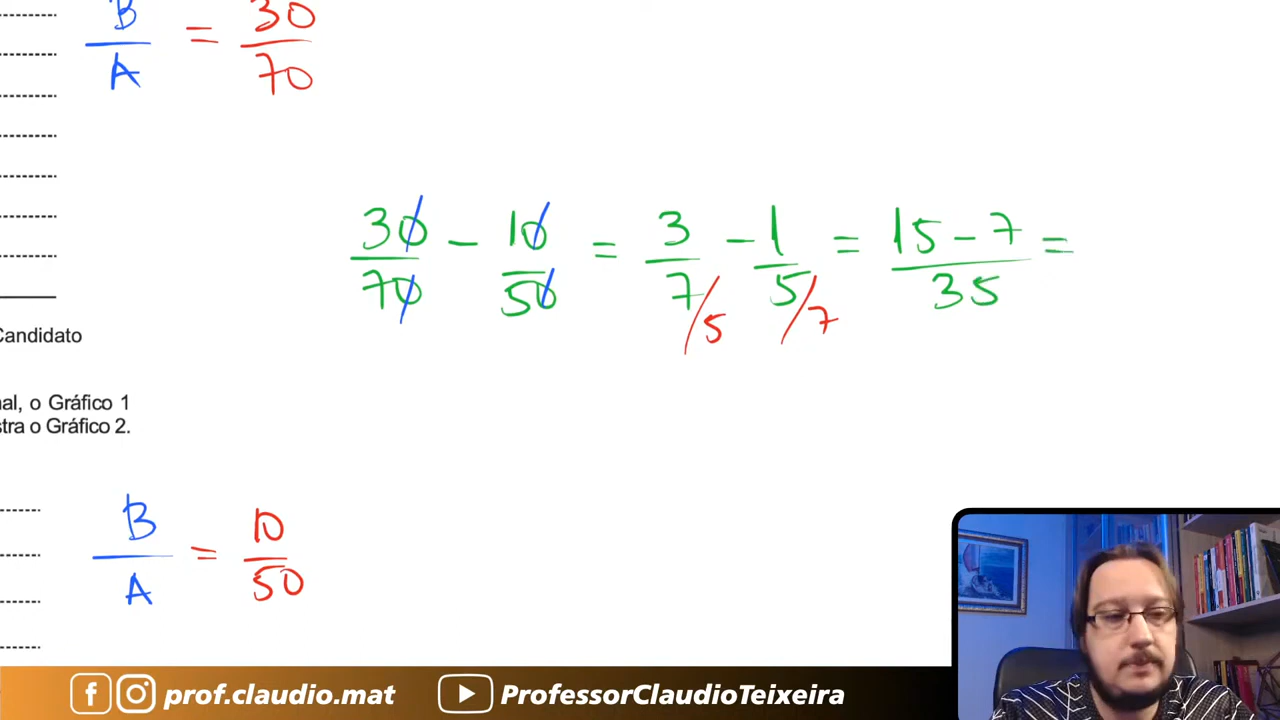 B/A = 30/70
30/70 - 10/50 = 3/7 - 1/5 = 15-7/35 =
/5 /7
Candidato
al, o Gráfico 1
stra o Gráfico 2.
B/A = 10/50
prof.claudio.mat ProfessorClaudioTeixeira